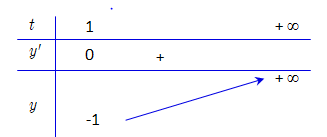 t 1 +∞
y′ 0 +
+∞
y
-1